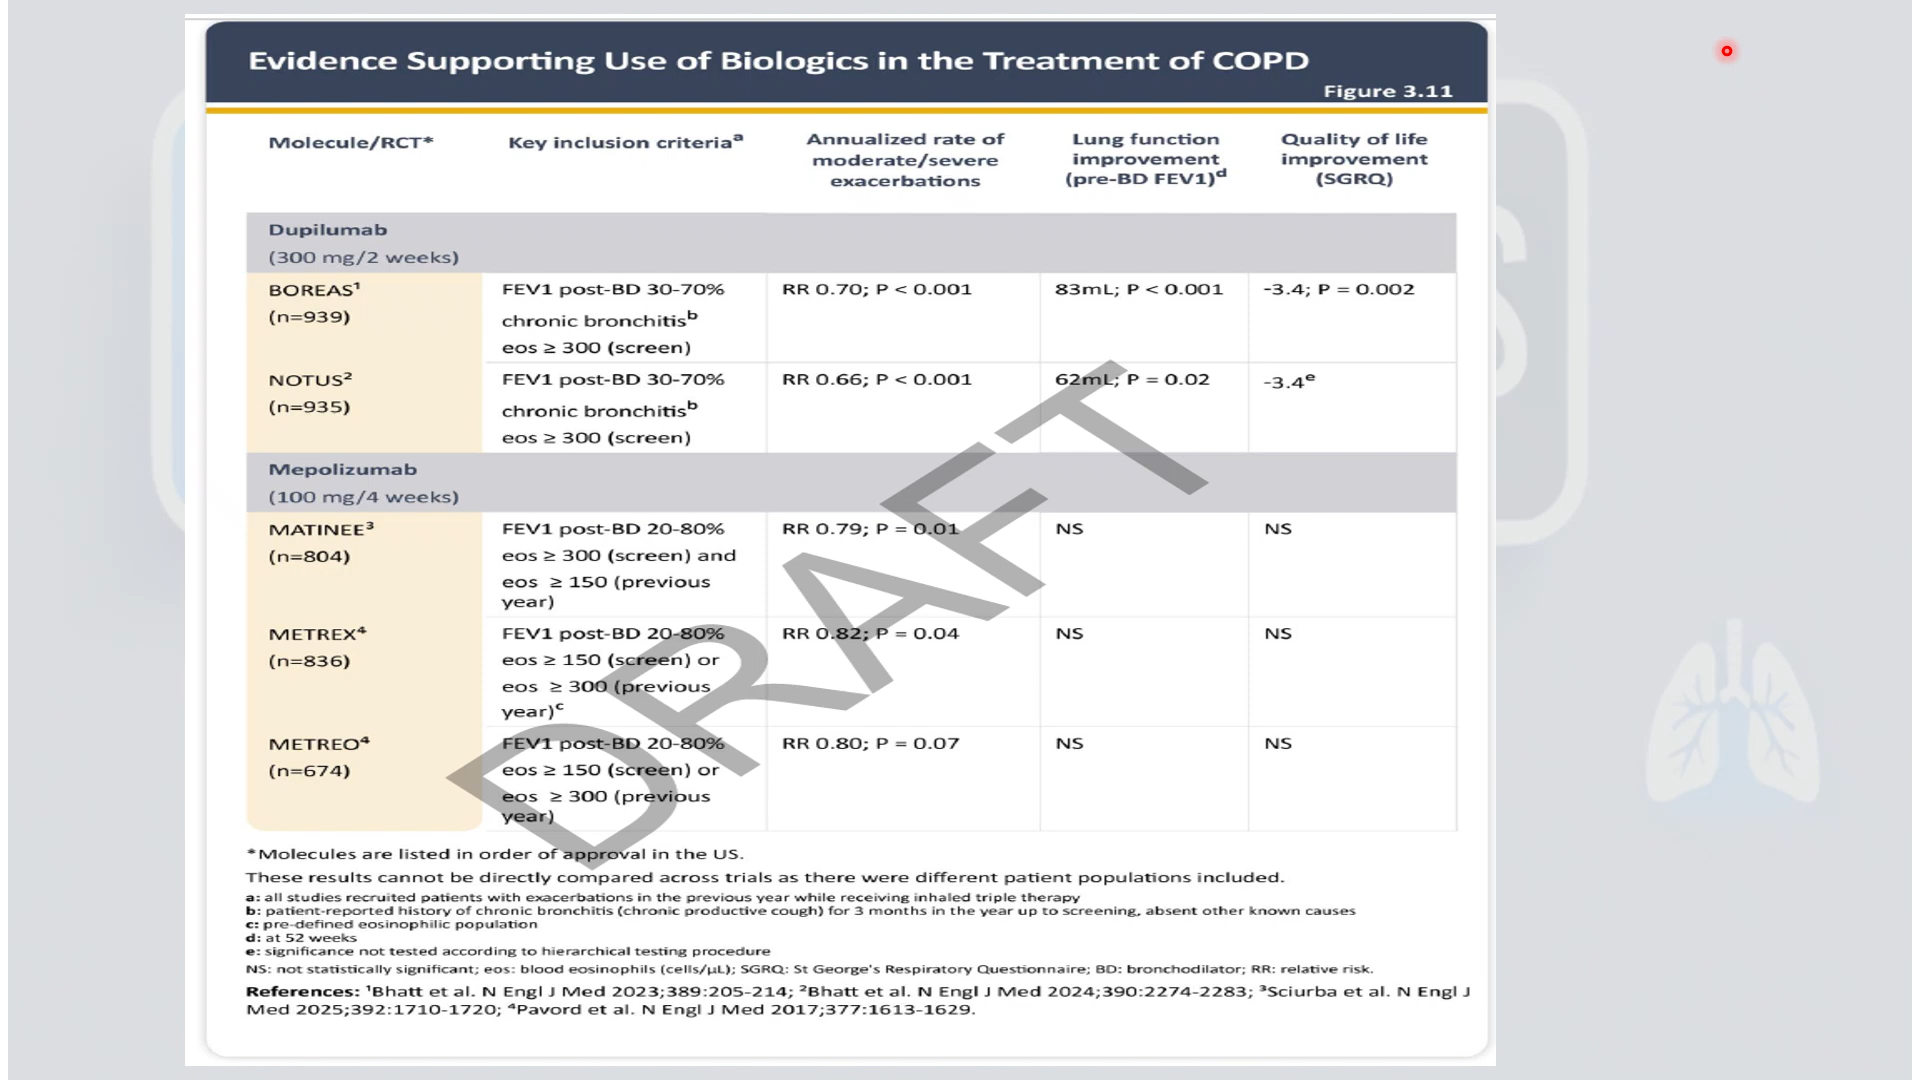 Evidence Supporting Use of Biologics in the Treatment of COPD
Figure 3.11
Molecule/RCT*
Key inclusion criteriaᵃ
Annualized rate of
moderate/severe
exacerbations
Lung function
improvement
(pre-BD FEV1)ᵈ
Quality of life
improvement
(SGRQ)
Dupilumab
(300 mg/2 weeks)
BOREAS¹
(n=939)
FEV1 post-BD 30-70%
chronic bronchitisᵇ
eos ≥ 300 (screen)
RR 0.70; P < 0.001
83mL; P < 0.001
-3.4; P = 0.002
NOTUS²
(n=935)
FEV1 post-BD 30-70%
chronic bronchitisᵇ
eos ≥ 300 (screen)
RR 0.66; P < 0.001
62mL; P = 0.02
-3.4ᵉ
Mepolizumab
(100 mg/4 weeks)
MATINEE³
(n=804)
FEV1 post-BD 20-80%
eos ≥ 300 (screen) and
eos ≥ 150 (previous
year)
RR 0.79; P = 0.01
NS
NS
METREX⁴
(n=836)
FEV1 post-BD 20-80%
eos ≥ 150 (screen) or
eos ≥ 300 (previous
year)ᶜ
RR 0.82; P = 0.04
NS
NS
METREO⁴
(n=674)
FEV1 post-BD 20-80%
eos ≥ 150 (screen) or
eos ≥ 300 (previous
year)
RR 0.80; P = 0.07
NS
NS
DRAFT
*Molecules are listed in order of approval in the US.
These results cannot be directly compared across trials as there were different patient populations included.
a: all studies recruited patients with exacerbations in the previous year while receiving inhaled triple therapy
b: patient-reported history of chronic bronchitis (chronic productive cough) for 3 months in the year up to screening, absent other known causes
c: pre-defined eosinophilic population
d: at 52 weeks
e: significance not tested according to hierarchical testing procedure
NS: not statistically significant; eos: blood eosinophils (cells/µL); SGRQ: St George's Respiratory Questionnaire; BD: bronchodilator; RR: relative risk.
References: ¹Bhatt et al. N Engl J Med 2023;389:205-214; ²Bhatt et al. N Engl J Med 2024;390:2274-2283; ³Sciurba et al. N Engl J
Med 2025;392:1710-1720; ⁴Pavord et al. N Engl J Med 2017;377:1613-1629.